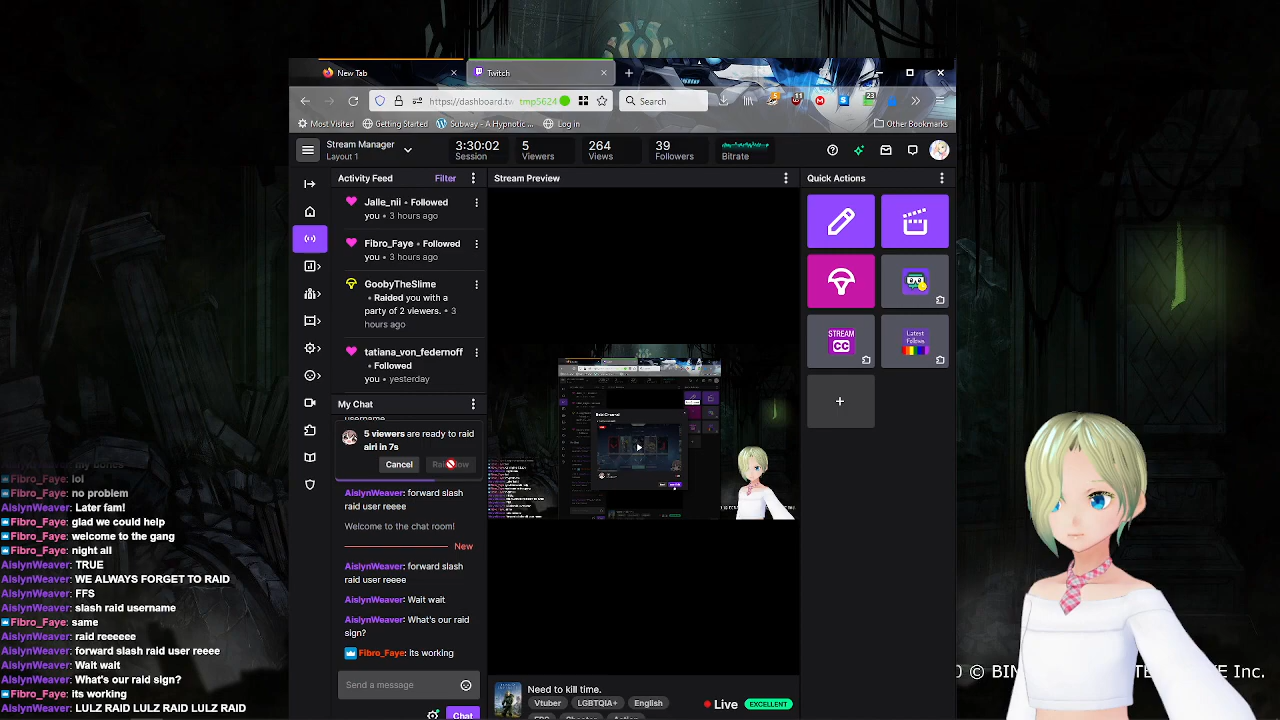 New Tab
Twitch
https://dashboard.tw
tmp5624
Search
5
11
23
Most Visited
Getting Started
Subway - A Hypnotic ...
Log in
Other Bookmarks
Stream Manager
Layout 1
3:30:02
Session
5
Viewers
264
Views
39
Followers
Bitrate
Activity Feed
Filter
Stream Preview
Quick Actions
Jalle_nii • Followed
you • 3 hours ago
Fibro_Faye • Followed
you • 3 hours ago
GoobyTheSlime
• Raided you with a
party of 2 viewers. • 3
hours ago
tatiana_von_federnoff
• Followed
you • yesterday
STREAM
CC
Latest
Follows
My Chat
5 viewers are ready to raid
in 7s
Cancel
AislynWeaver: forward slash
raid user reeee
Welcome to the chat room!
New
AislynWeaver: forward slash
raid user reeee
AislynWeaver: Wait wait
AislynWeaver: What's our raid
sign?
Fibro_Faye: its working
Send a message
Chat
Need to kill time.
Vtuber
LGBTQIA+
English
Live
EXCELLENT
Fibro_Faye: lol
Fibro_Faye: no problem
AislynWeaver: Later fam!
Fibro_Faye: glad we could help
Fibro_Faye: welcome to the gang
Fibro_Faye: night all
AislynWeaver: TRUE
AislynWeaver: WE ALWAYS FORGET TO RAID
AislynWeaver: FFS
AislynWeaver: slash raid username
Fibro_Faye: same
AislynWeaver: raid reeeeee
AislynWeaver: forward slash raid user reeee
AislynWeaver: Wait wait
AislynWeaver: What's our raid sign?
Fibro_Faye: its working
AislynWeaver: LULZ RAID LULZ RAID LULZ RAID
Inc.